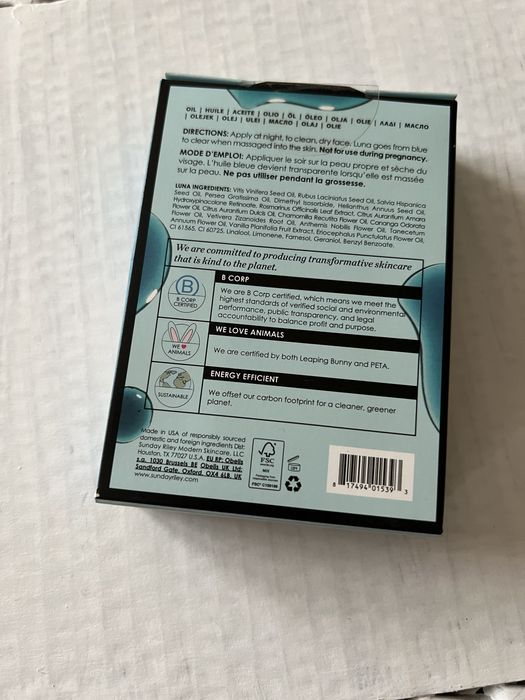 OIL | HUILE | ACEITE | OLIO | ÖL | ÓLEO | OLJA | OLIE | ΛΑΔΙ | МАСЛО
| OLEJEK | OLEJ | ULEI | МАСЛО | OLAJ | OLIE
DIRECTIONS: Apply at night, to clean, dry face. Luna goes from blue
to clear when massaged into the skin. Not for use during pregnancy.
MODE D'EMPLOI: Appliquer le soir sur la peau propre et sèche du
visage. L'huile bleue devient transparente lorsqu'elle est massée
sur la peau. Ne pas utiliser pendant la grossesse.
LUNA INGREDIENTS: Vitis Vinifera Seed Oil, Rubus Laciniatus Seed Oil, Salvia Hispanica
Seed Oil, Persea Gratissima Oil, Dimethyl Isosorbide, Helianthus Annuus Seed Oil,
Hydroxypinacolone Retinoate, Rosmarinus Officinalis Leaf Extract, Citrus Aurantium Amara
Flower Oil, Citrus Aurantium Dulcis Oil, Chamomilla Recutita Flower Oil, Cananga Odorata
Flower Oil, Vetivera Zizanoides Root Oil, Anthemis Nobilis Flower Oil, Tanacetum
Annuum Flower Oil, Vanilla Planifolia Fruit Extract, Eriocephalus Punctulatus Flower Oil,
CI 61565, CI 60725, Linalool, Limonene, Farnesol, Geraniol, Benzyl Benzoate.
We are committed to producing transformative skincare
that is kind to the planet.
B
B CORP
CERTIFIED
B CORP
We are B Corp certified, which means we meet the
highest standards of verified social and environmental
performance, public transparency, and legal
accountability to balance profit and purpose.
WE
ANIMALS
WE LOVE ANIMALS
We are certified by both Leaping Bunny and PETA.
SUSTAINABLE
ENERGY EFFICIENT
We offset our carbon footprint for a cleaner, greener
planet.
Made in USA of responsibly sourced
domestic and foreign ingredients Dist:
Sunday Riley Modern Skincare, LLC
Houston, TX 77027 U.S.A. EU RP: Obelis
s.a. 1030 Brussels BE Obelis UK Ltd:
Sandford Gate, Oxford, OX4 6LB, UK
www.sundayriley.com
FSC
MIX
8 17494 01539 3